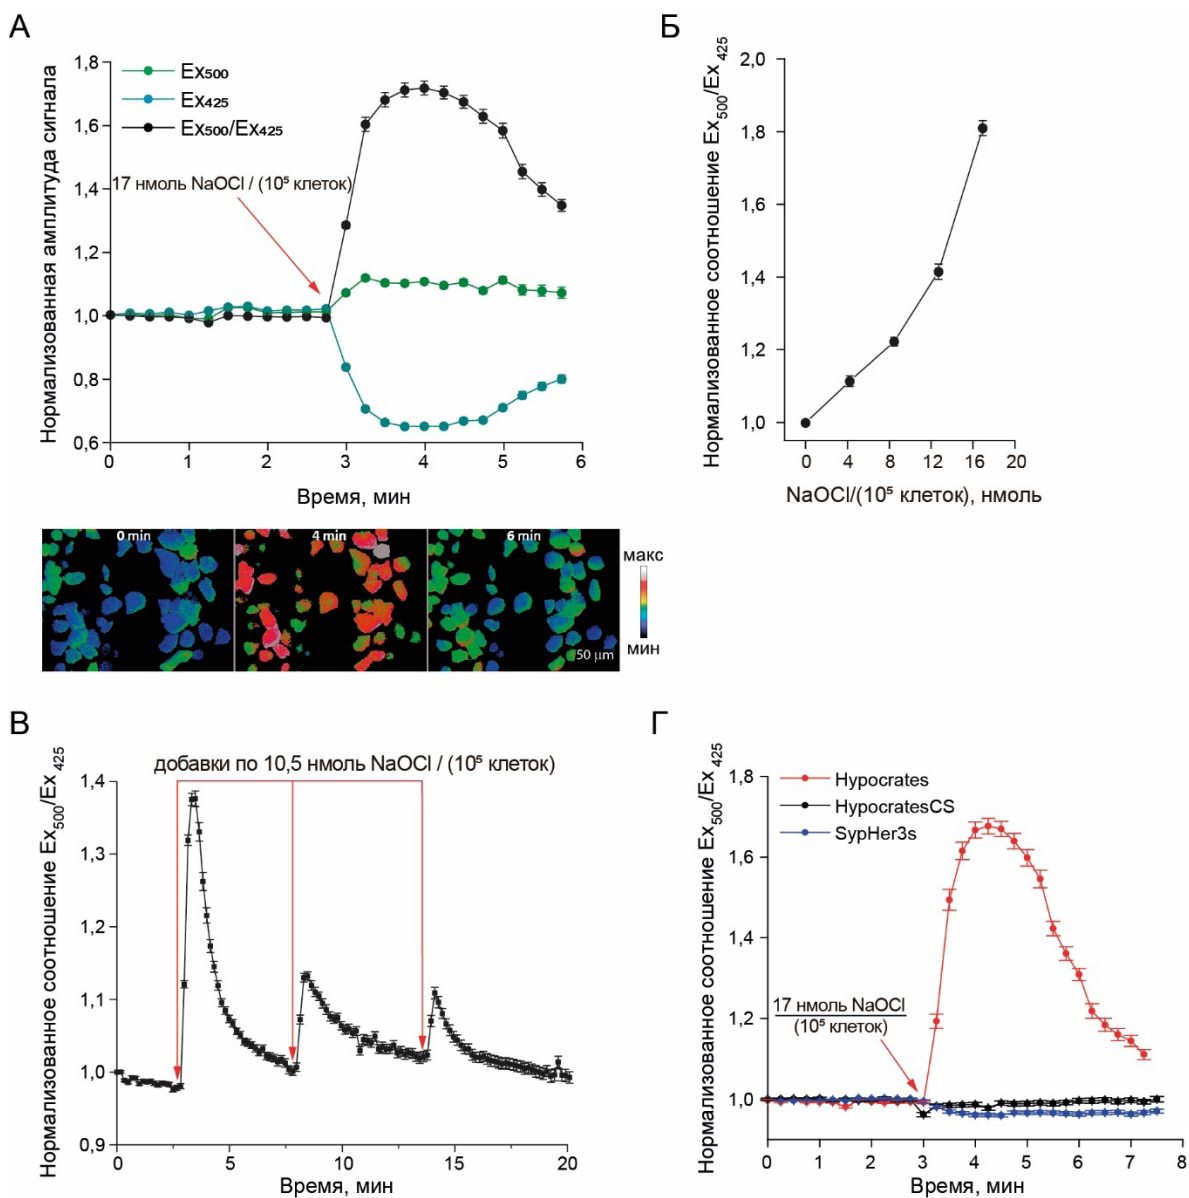 А
Нормализованная амплитуда сигнала
1,8
1,6
1,4
1,2
1,0
0,8
0,6
Ex500
Ex425
Ex500/Ex425
17 нмоль NaOCl / (10⁵ клеток)
0 1 2 3 4 5 6
Время, мин
0 min
4 min
6 min
50 µm
макс
мин
Б
Нормализованное соотношение Ex500/Ex425
2,0
1,8
1,6
1,4
1,2
1,0
0 4 8 12 16 20
NaOCl/(10⁵ клеток), нмоль
В
Нормализованное соотношение Ex500/Ex425
добавки по 10,5 нмоль NaOCl / (10⁵ клеток)
1,4
1,3
1,2
1,1
1,0
0,9
0 5 10 15 20
Время, мин
Г
Нормализованное соотношение Ex500/Ex425
1,8
1,6
1,4
1,2
1,0
Hypocrates
HypocratesCS
SypHer3s
17 нмоль NaOCl
(10⁵ клеток)
0 1 2 3 4 5 6 7 8
Время, мин